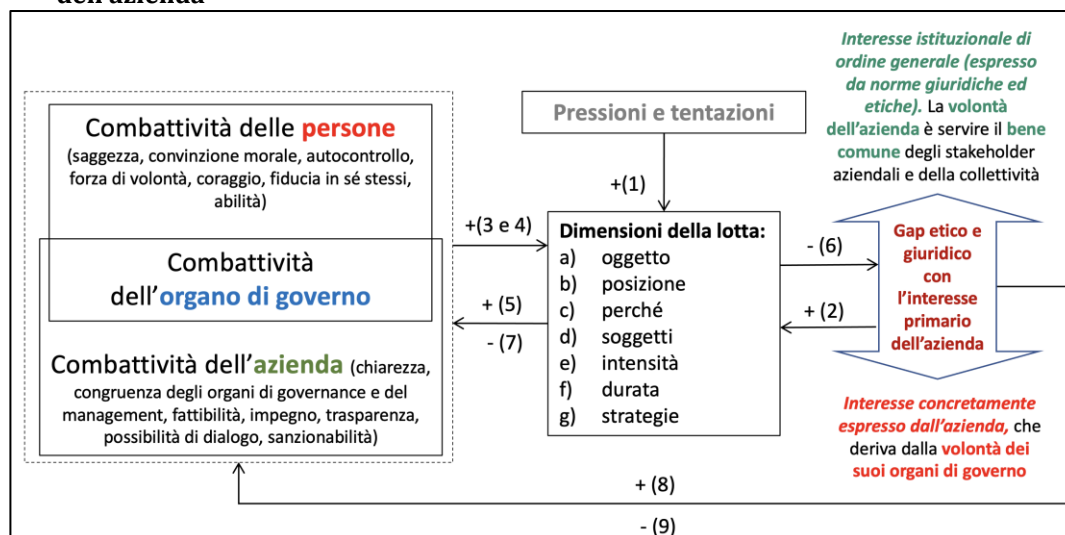 dell'azienda
Interesse istituzionale di
ordine generale (espresso
da norme giuridiche ed
etiche). La volontà
dell'azienda è servire il bene
comune degli stakeholder
aziendali e della collettività
Pressioni e tentazioni
Combattività delle persone
(saggezza, convinzione morale, autocontrollo,
forza di volontà, coraggio, fiducia in sé stessi,
abilità)
+(1)
+(3 e 4)
Dimensioni della lotta:
a) oggetto
b) posizione
c) perché
d) soggetti
e) intensità
f) durata
g) strategie
- (6)
Gap etico e
giuridico
con
l'interesse
primario
dell'azienda
Combattività
dell'organo di governo
+ (5)
- (7)
+ (2)
Combattività dell'azienda (chiarezza,
congruenza degli organi di governance e del
management, fattibilità, impegno, trasparenza,
possibilità di dialogo, sanzionabilità)
Interesse concretamente
espresso dall'azienda, che
deriva dalla volontà dei
suoi organi di governo
+ (8)
- (9)